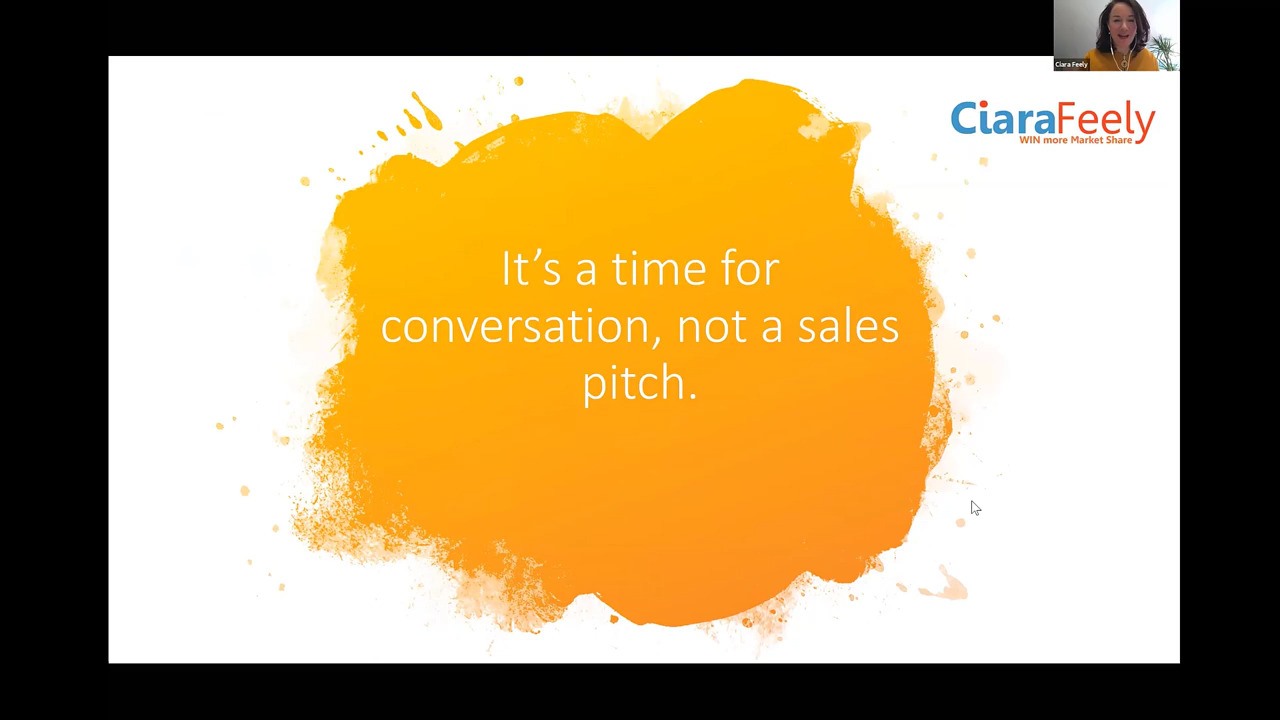 Ciara Feely
CiaraFeely
WIN more Market Share
It's a time for
conversation, not a sales
pitch.